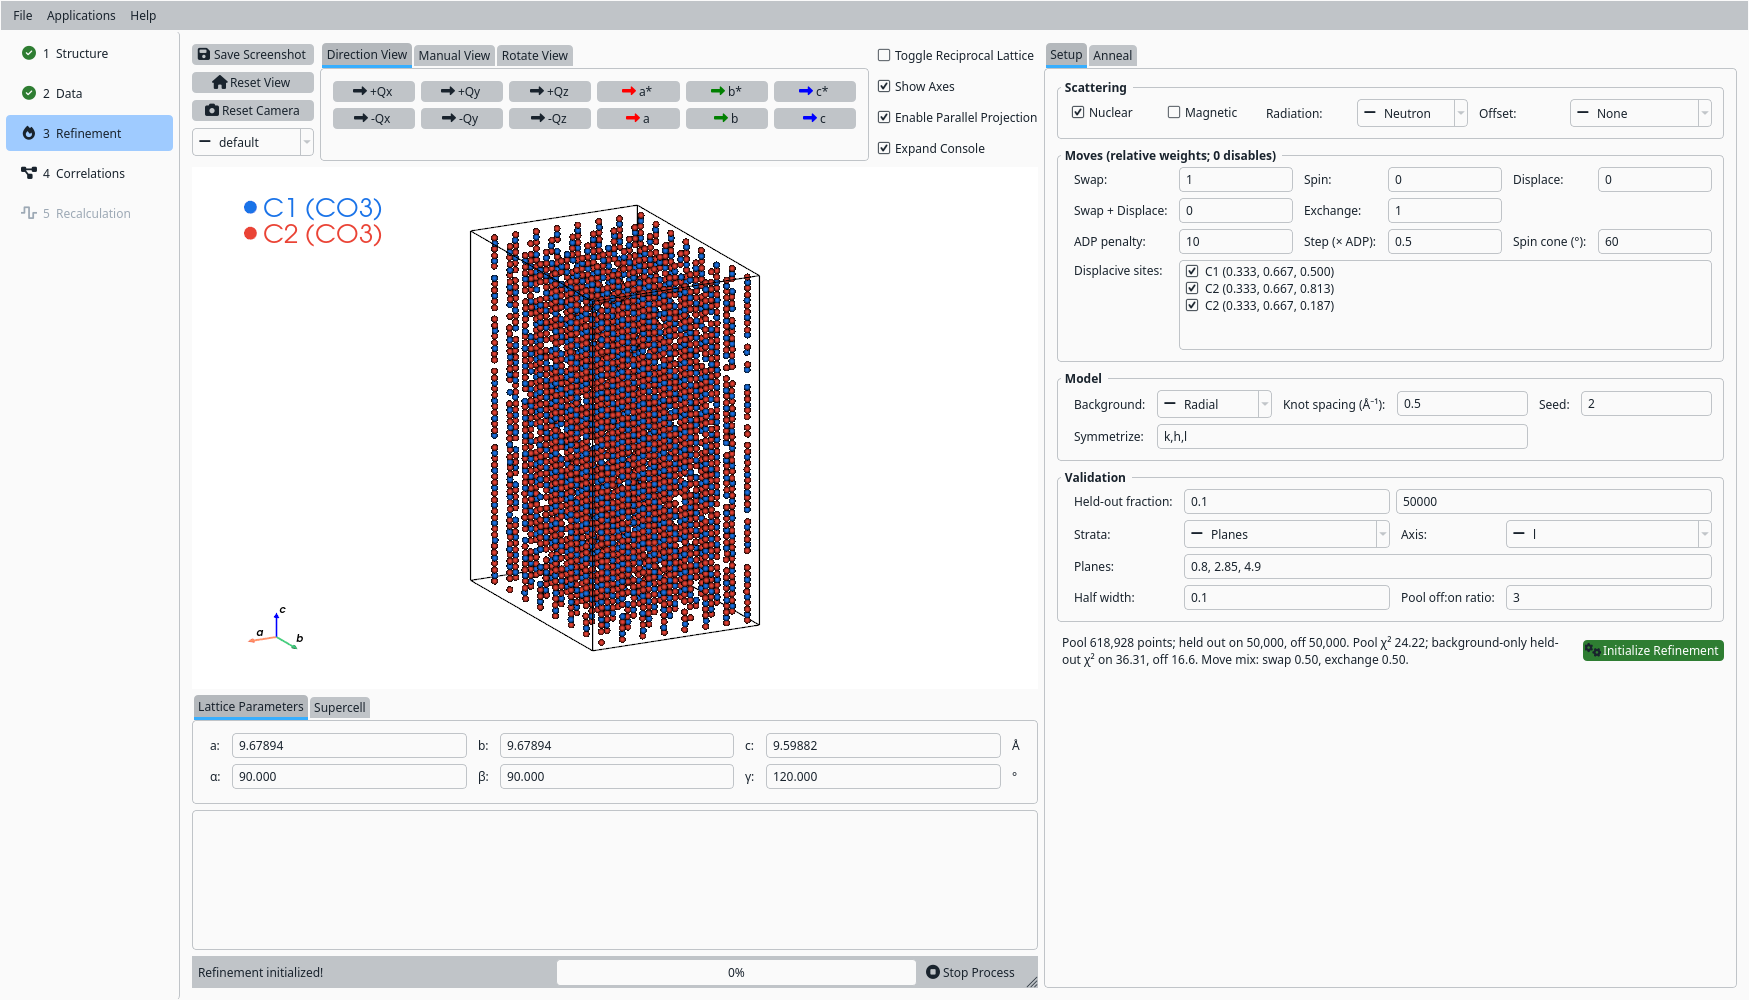 File Applications Help
1 Structure
2 Data
3 Refinement
4 Correlations
5 Recalculation
Save Screenshot
Reset View
Reset Camera
default
Direction View Manual View Rotate View
+Qx +Qy +Qz a* b* c*
-Qx -Qy -Qz a b c
Toggle Reciprocal Lattice
Show Axes
Enable Parallel Projection
Expand Console
C1 (CO3)
C2 (CO3)
c
a
b
Lattice Parameters Supercell
a: 9.67894 b: 9.67894 c: 9.59882 Å
α: 90.000 β: 90.000 γ: 120.000 °
Refinement initialized! 0% Stop Process
Setup Anneal
Scattering
Nuclear Magnetic Radiation: Neutron Offset: None
Moves (relative weights; 0 disables)
Swap: 1 Spin: 0 Displace: 0
Swap + Displace: 0 Exchange: 1
ADP penalty: 10 Step (× ADP): 0.5 Spin cone (°): 60
Displacive sites: C1 (0.333, 0.667, 0.500)
C2 (0.333, 0.667, 0.813)
C2 (0.333, 0.667, 0.187)
Model
Background: Radial Knot spacing (Å⁻¹): 0.5 Seed: 2
Symmetrize: k,h,l
Validation
Held-out fraction: 0.1 50000
Strata: Planes Axis: l
Planes: 0.8, 2.85, 4.9
Half width: 0.1 Pool off:on ratio: 3
Pool 618,928 points; held out on 50,000, off 50,000. Pool χ² 24.22; background-only held-
out χ² on 36.31, off 16.6. Move mix: swap 0.50, exchange 0.50.
Initialize Refinement